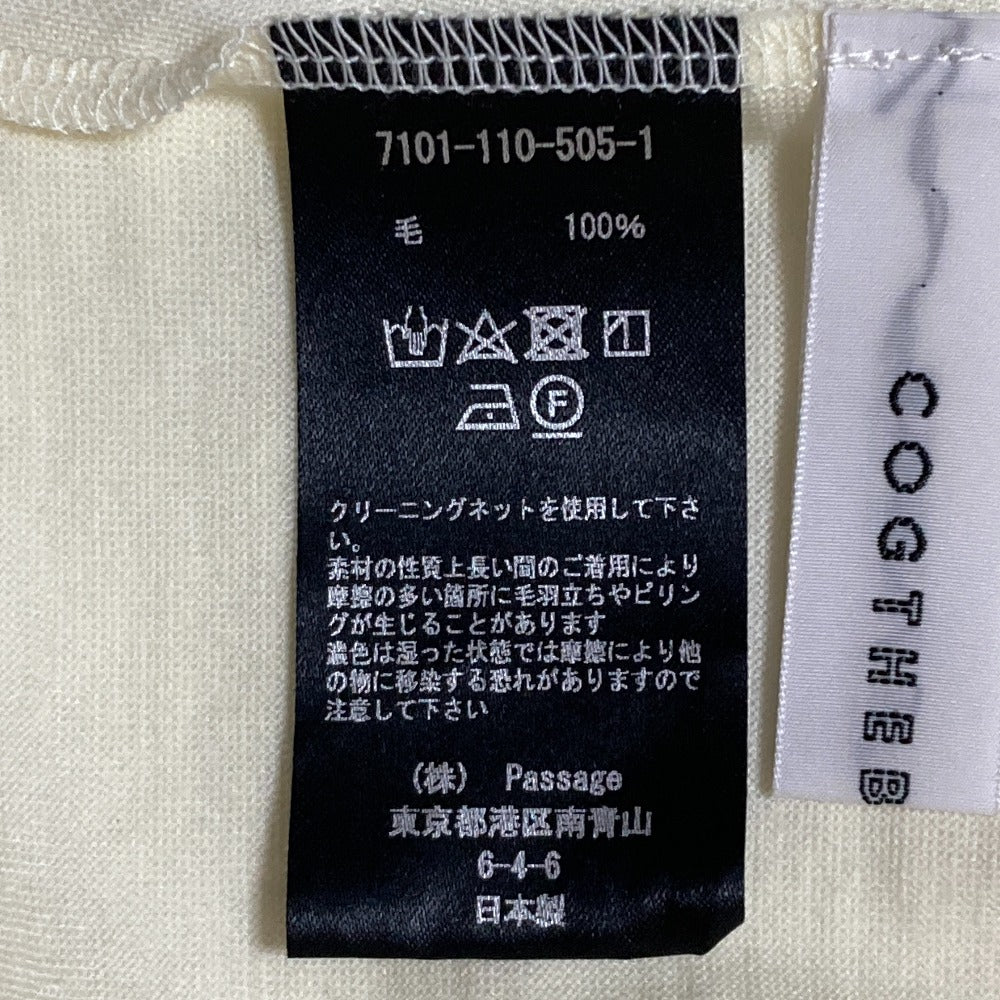 7101-110-505-1
毛 100%
F
クリーニングネットを使用して下さ
い。
素材の性質上長い間のご着用により
摩擦の多い箇所に毛羽立ちやピリン
グが生じることがあります
濃色は湿った状態では摩擦により他
の物に移染する恐れがありますので
注意して下さい
(株) Passage
東京都港区南青山
6-4-6
日本製
COGTHEB